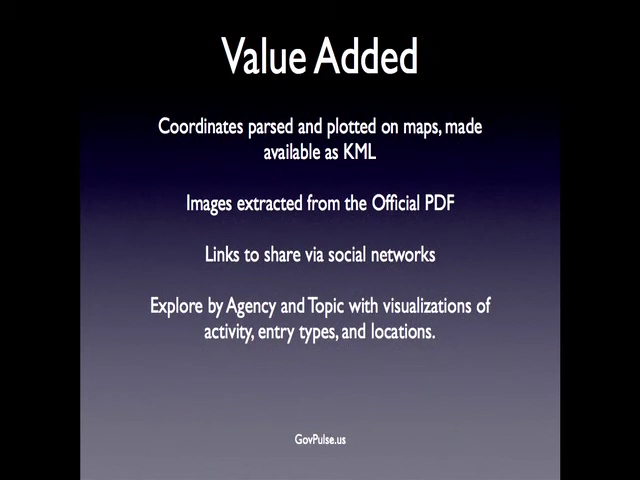 Value Added
Coordinates parsed and plotted on maps, made
available as KML
Images extracted from the Official PDF
Links to share via social networks
Explore by Agency and Topic with visualizations of
activity, entry types, and locations.
GovPulse.us